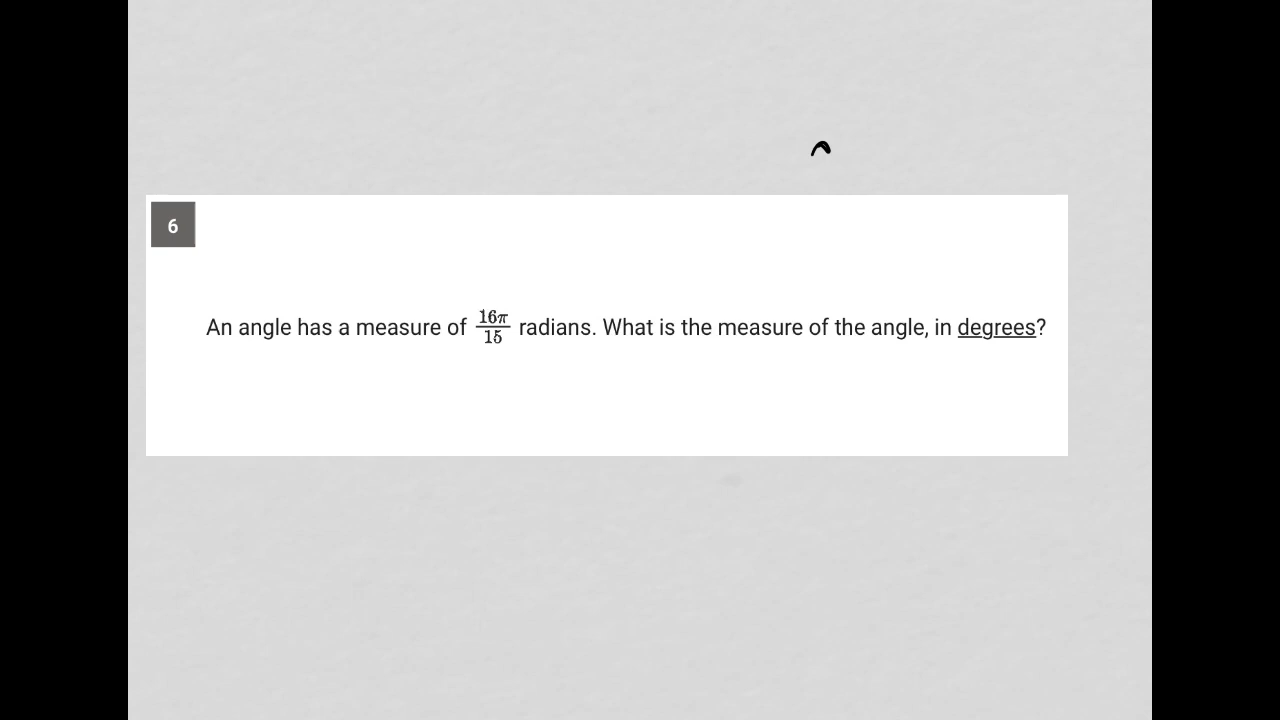 6
An angle has a measure of 16π/15 radians. What is the measure of the angle, in degrees?